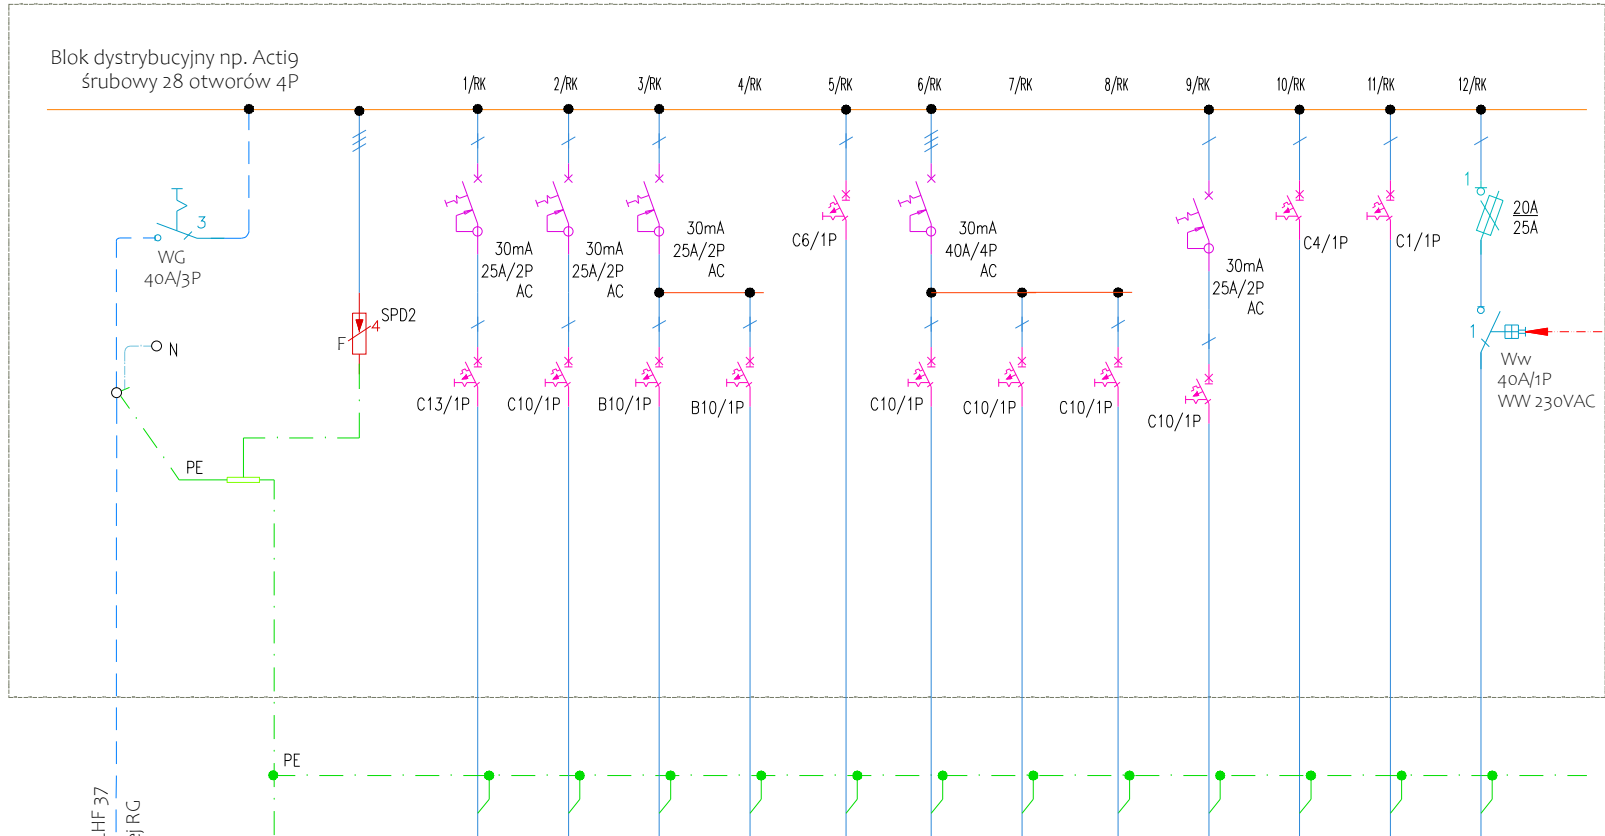 Blok dystrybucyjny np. Acti9
śrubowy 28 otworów 4P
1/RK
2/RK
3/RK
4/RK
5/RK
6/RK
7/RK
8/RK
9/RK
10/RK
11/RK
12/RK
3
WG
40A/3P
N
PE
SPD2
4
F
30mA
25A/2P
AC
30mA
25A/2P
AC
30mA
25A/2P
AC
C6/1P
30mA
40A/4P
AC
30mA
25A/2P
AC
C4/1P
C1/1P
1
20A
25A
1
Ww
40A/1P
WW 230VAC
C13/1P
C10/1P
B10/1P
B10/1P
C10/1P
C10/1P
C10/1P
C10/1P
PE
HF 37
ej RG